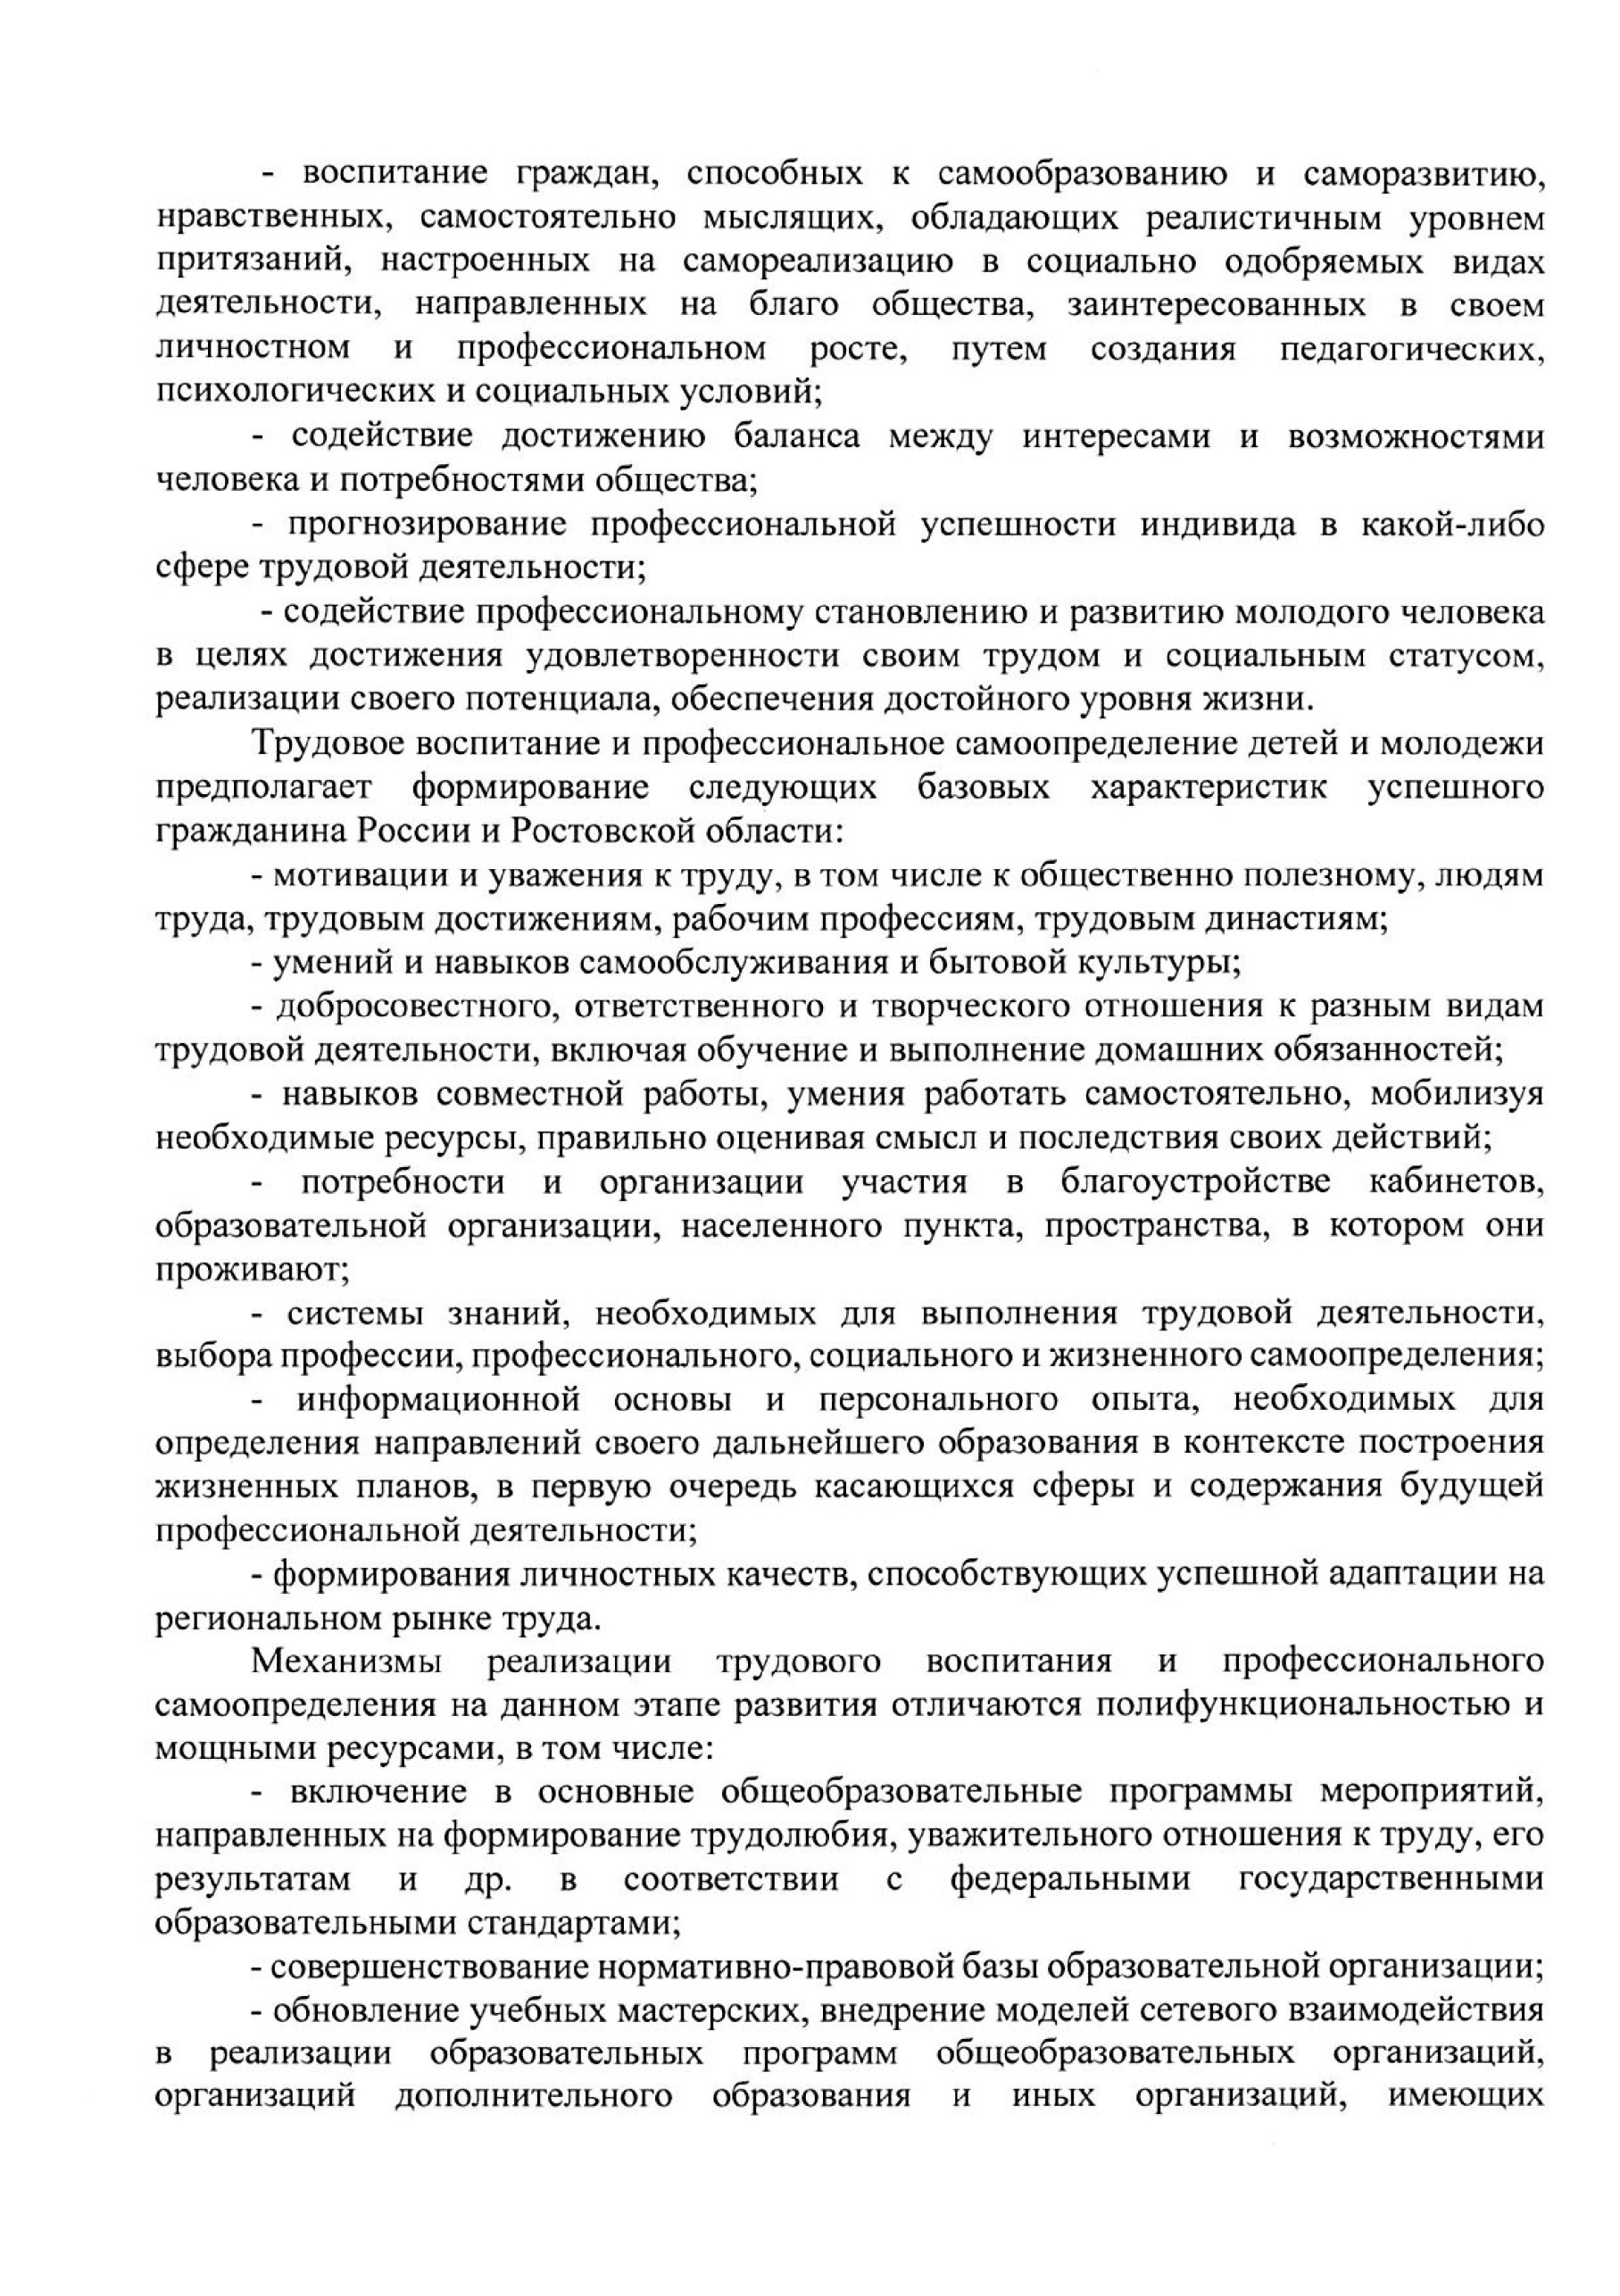 - воспитание граждан, способных к самообразованию и саморазвитию,
нравственных, самостоятельно мыслящих, обладающих реалистичным уровнем
притязаний, настроенных на самореализацию в социально одобряемых видах
деятельности, направленных на благо общества, заинтересованных в своем
личностном и профессиональном росте, путем создания педагогических,
психологических и социальных условий;
- содействие достижению баланса между интересами и возможностями
человека и потребностями общества;
- прогнозирование профессиональной успешности индивида в какой-либо
сфере трудовой деятельности;
- содействие профессиональному становлению и развитию молодого человека
в целях достижения удовлетворенности своим трудом и социальным статусом,
реализации своего потенциала, обеспечения достойного уровня жизни.
Трудовое воспитание и профессиональное самоопределение детей и молодежи
предполагает формирование следующих базовых характеристик успешного
гражданина России и Ростовской области:
- мотивации и уважения к труду, в том числе к общественно полезному, людям
труда, трудовым достижениям, рабочим профессиям, трудовым династиям;
- умений и навыков самообслуживания и бытовой культуры;
- добросовестного, ответственного и творческого отношения к разным видам
трудовой деятельности, включая обучение и выполнение домашних обязанностей;
- навыков совместной работы, умения работать самостоятельно, мобилизуя
необходимые ресурсы, правильно оценивая смысл и последствия своих действий;
- потребности и организации участия в благоустройстве кабинетов,
образовательной организации, населенного пункта, пространства, в котором они
проживают;
- системы знаний, необходимых для выполнения трудовой деятельности,
выбора профессии, профессионального, социального и жизненного самоопределения;
- информационной основы и персонального опыта, необходимых для
определения направлений своего дальнейшего образования в контексте построения
жизненных планов, в первую очередь касающихся сферы и содержания будущей
профессиональной деятельности;
- формирования личностных качеств, способствующих успешной адаптации на
региональном рынке труда.
Механизмы реализации трудового воспитания и профессионального
самоопределения на данном этапе развития отличаются полифункциональностью и
мощными ресурсами, в том числе:
- включение в основные общеобразовательные программы мероприятий,
направленных на формирование трудолюбия, уважительного отношения к труду, его
результатам и др. в соответствии с федеральными государственными
образовательными стандартами;
- совершенствование нормативно-правовой базы образовательной организации;
- обновление учебных мастерских, внедрение моделей сетевого взаимодействия
в реализации образовательных программ общеобразовательных организаций,
организаций дополнительного образования и иных организаций, имеющих